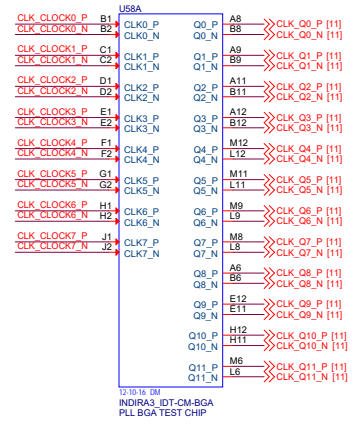 U58A
CLK_CLOCK0_P B1 CLK0_P Q0_P A8 CLK_Q0_P [11]
CLK_CLOCK0_N B2 CLK0_N Q0_N B8 CLK_Q0_N [11]
CLK_CLOCK1_P C1 CLK1_P Q1_P A9 CLK_Q1_P [11]
CLK_CLOCK1_N C2 CLK1_N Q1_N B9 CLK_Q1_N [11]
CLK_CLOCK2_P D1 CLK2_P Q2_P A11 CLK_Q2_P [11]
CLK_CLOCK2_N D2 CLK2_N Q2_N B11 CLK_Q2_N [11]
CLK_CLOCK3_P E1 CLK3_P Q3_P A12 CLK_Q3_P [11]
CLK_CLOCK3_N E2 CLK3_N Q3_N B12 CLK_Q3_N [11]
CLK_CLOCK4_P F1 CLK4_P Q4_P M12 CLK_Q4_P [11]
CLK_CLOCK4_N F2 CLK4_N Q4_N L12 CLK_Q4_N [11]
CLK_CLOCK5_P G1 CLK5_P Q5_P M11 CLK_Q5_P [11]
CLK_CLOCK5_N G2 CLK5_N Q5_N L11 CLK_Q5_N [11]
CLK_CLOCK6_P H1 CLK6_P Q6_P M9 CLK_Q6_P [11]
CLK_CLOCK6_N H2 CLK6_N Q6_N L9 CLK_Q6_N [11]
CLK_CLOCK7_P J1 CLK7_P Q7_P M8 CLK_Q7_P [11]
CLK_CLOCK7_N J2 CLK7_N Q7_N L8 CLK_Q7_N [11]
Q8_P A6 CLK_Q8_P [11]
Q8_N B6 CLK_Q8_N [11]
Q9_P E12 CLK_Q9_P [11]
Q9_N E11 CLK_Q9_N [11]
Q10_P H12 CLK_Q10_P [11]
Q10_N H11 CLK_Q10_N [11]
Q11_P M6 CLK_Q11_P [11]
Q11_N L6 CLK_Q11_N [11]
12-10-16 DM
INDIRA3_IDT-CM-BGA
PLL BGA TEST CHIP